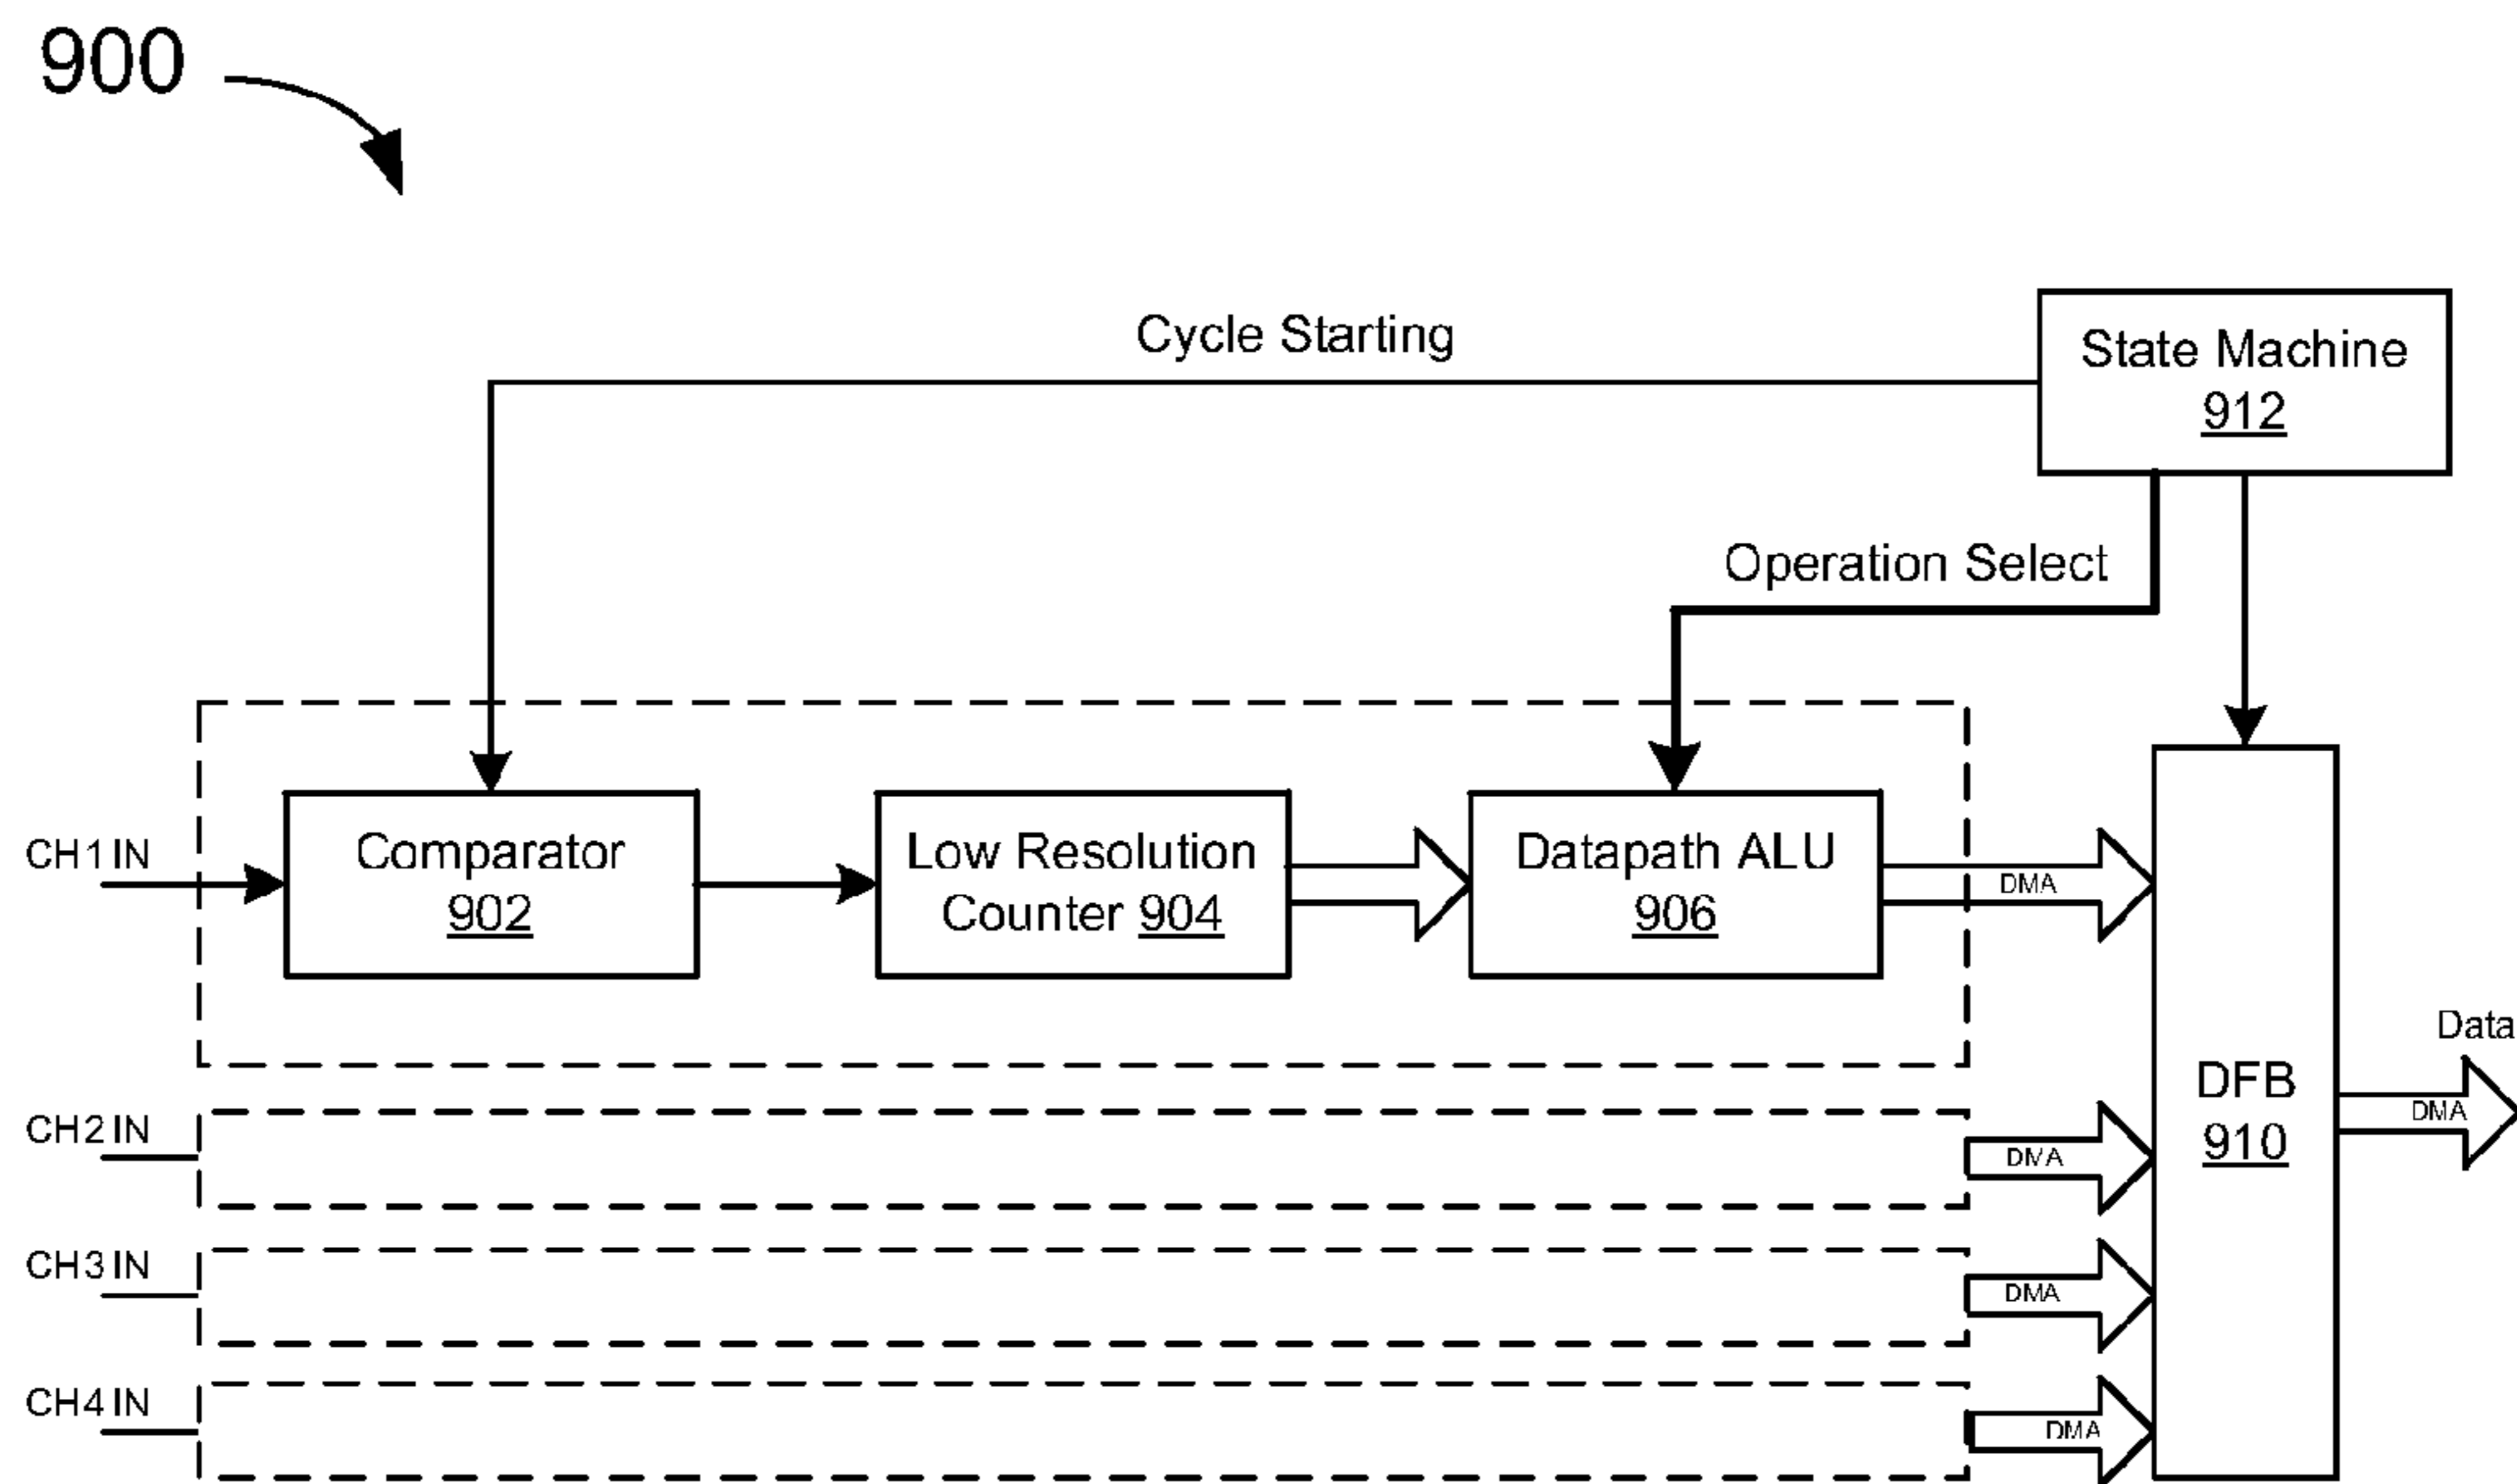 900
Cycle Starting
State Machine
912
Operation Select
CH1 IN
Comparator
902
Low Resolution
Counter 904
Datapath ALU
906
DMA
Data
DFB
910
DMA
CH2 IN
DMA
CH3 IN
DMA
CH4 IN
DMA